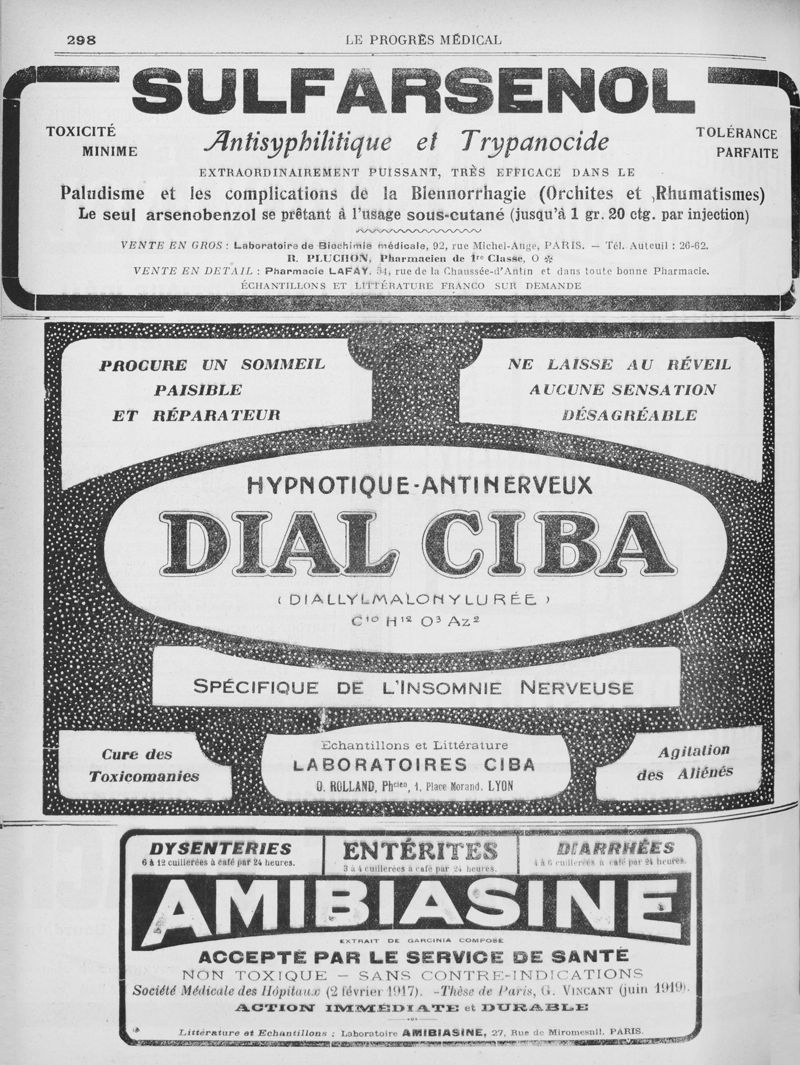 298
LE PROGRÈS MÉDICAL
SULFARSENOL
TOXICITÉ
MINIME
Antisyphilitique et Trypanocide
TOLÉRANCE
PARFAITE
EXTRAORDINAIREMENT PUISSANT, TRÈS EFFICACE DANS LE
Paludisme et les complications de la Blennorrhagie (Orchites et Rhumatismes)
Le seul arsenobenzol se prêtant à l'usage sous-cutané (jusqu'à 1 gr. 20 ctg. par injection)
VENTE EN GROS : Laboratoire de Biochimie médicale, 92, rue Michel-Ange, PARIS. — Tél. Auteuil : 26-62.
R. PLUCHON, Pharmacien de 1re Classe, O ✻
VENTE EN DETAIL : Pharmacie LAFAY, 54, rue de la Chaussée-d'Antin et dans toute bonne Pharmacie.
ÉCHANTILLONS ET LITTÉRATURE FRANCO SUR DEMANDE
PROCURE UN SOMMEIL
PAISIBLE
ET RÉPARATEUR
NE LAISSE AU RÉVEIL
AUCUNE SENSATION
DÉSAGRÉABLE
HYPNOTIQUE-ANTINERVEUX
DIAL CIBA
(DIALLYLMALONYLURÉE)
C¹⁰ H¹² O³ Az²
SPÉCIFIQUE DE L'INSOMNIE NERVEUSE
Cure des
Toxicomanies
Echantillons et Littérature
LABORATOIRES CIBA
O. ROLLAND, Phcien, 1, Place Morand, LYON
Agitation
des Aliénés
DYSENTERIES
6 à 12 cuillerées à café par 24 heures.
ENTÉRITES
3 à 4 cuillerées à café par 24 heures.
DIARRHÉES
4 à 6 cuillerées à café par 24 heures.
AMIBIASINE
EXTRAIT DE GARCINIA COMPOSÉ
ACCEPTÉ PAR LE SERVICE DE SANTÉ
NON TOXIQUE — SANS CONTRE-INDICATIONS
Société Médicale des Hôpitaux (2 février 1917). -Thèse de Paris, G. VINCANT (juin 1919).
ACTION IMMÉDIATE et DURABLE
Littérature et Echantillons : Laboratoire AMIBIASINE, 27, Rue de Miromesnil, PARIS.